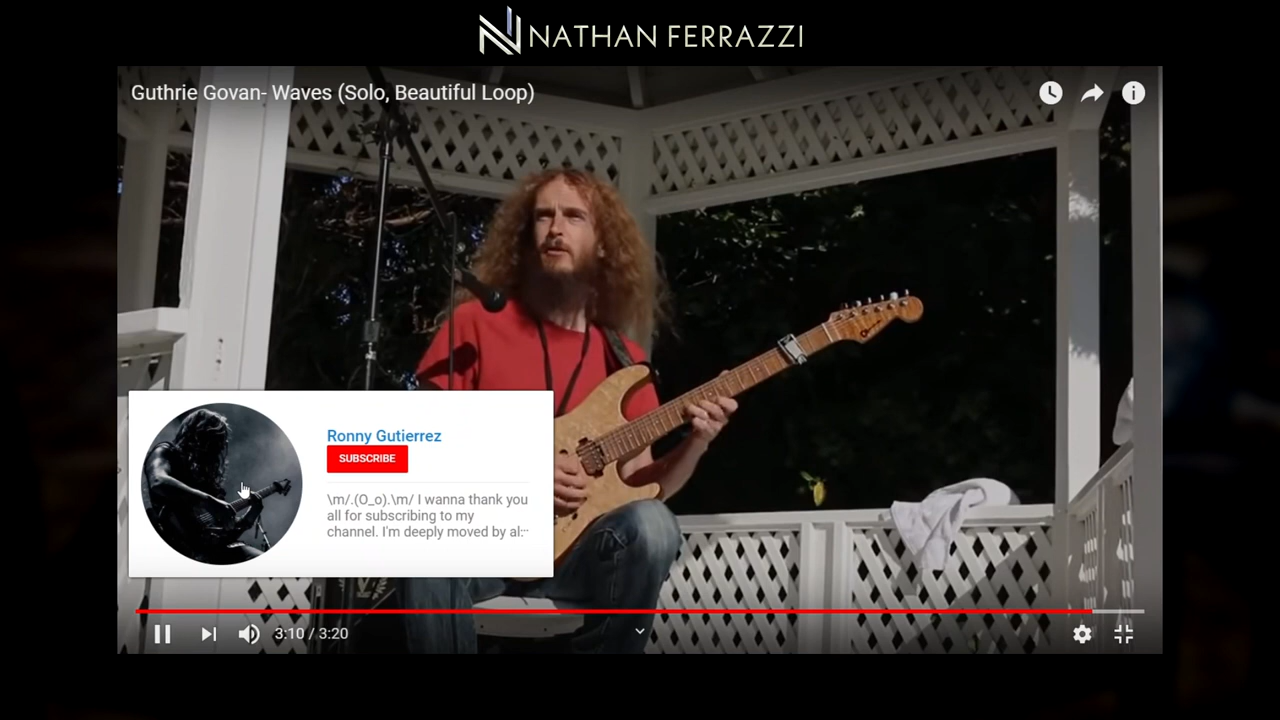 NATHAN FERRAZZI
Guthrie Govan- Waves (Solo, Beautiful Loop)
Ronny Gutierrez
SUBSCRIBE
\m/.(O_o).\m/ I wanna thank you
all for subscribing to my
channel. I'm deeply moved by al...
3:10 / 3:20